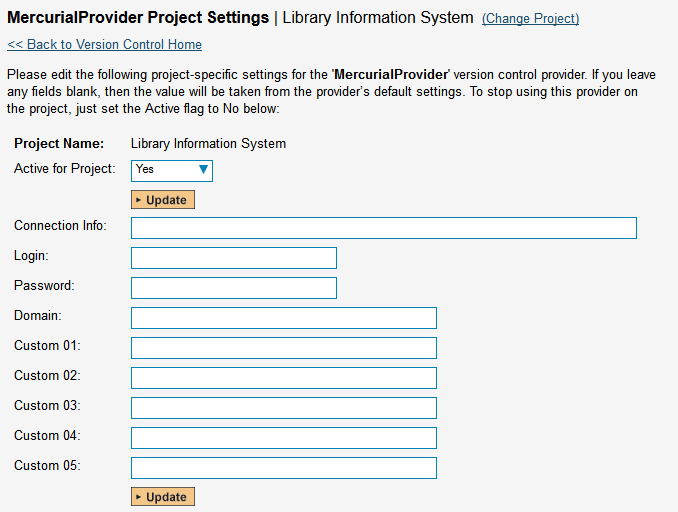 MercurialProvider Project Settings | Library Information System (Change Project)
<< Back to Version Control Home
Please edit the following project-specific settings for the 'MercurialProvider' version control provider. If you leave
any fields blank, then the value will be taken from the provider's default settings. To stop using this provider on
the project, just set the Active flag to No below:
Project Name: Library Information System
Active for Project: Yes
Update
Connection Info:
Login:
Password:
Domain:
Custom 01:
Custom 02:
Custom 03:
Custom 04:
Custom 05:
Update